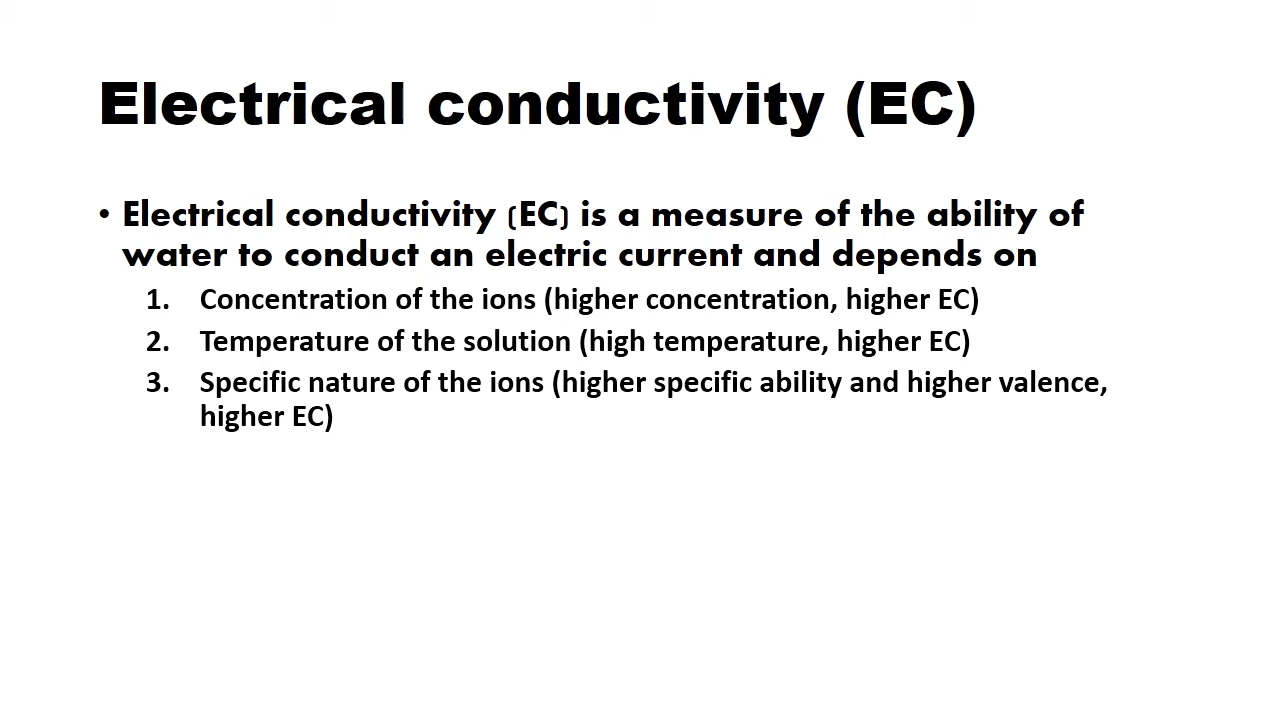 Electrical conductivity (EC)
• Electrical conductivity (EC) is a measure of the ability of
water to conduct an electric current and depends on
1. Concentration of the ions (higher concentration, higher EC)
2. Temperature of the solution (high temperature, higher EC)
3. Specific nature of the ions (higher specific ability and higher valence,
higher EC)